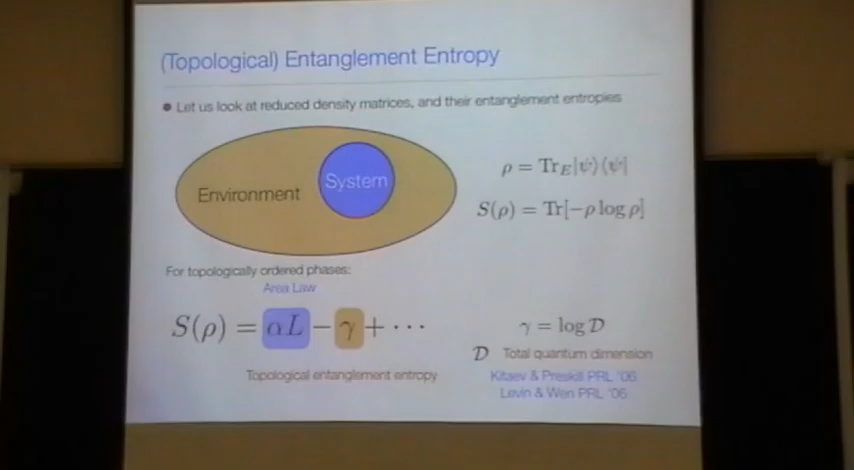 (Topological) Entanglement Entropy
● Let us look at reduced density matrices, and their entanglement entropies
Environment
System
ρ = Tr_E|ψ⟩⟨ψ|
S(ρ) = Tr[−ρ log ρ]
For topologically ordered phases:
Area Law
S(ρ) = αL − γ + ⋯
Topological entanglement entropy
γ = log 𝒟
𝒟 Total quantum dimension
Kitaev & Preskill PRL '06
Levin & Wen PRL '06